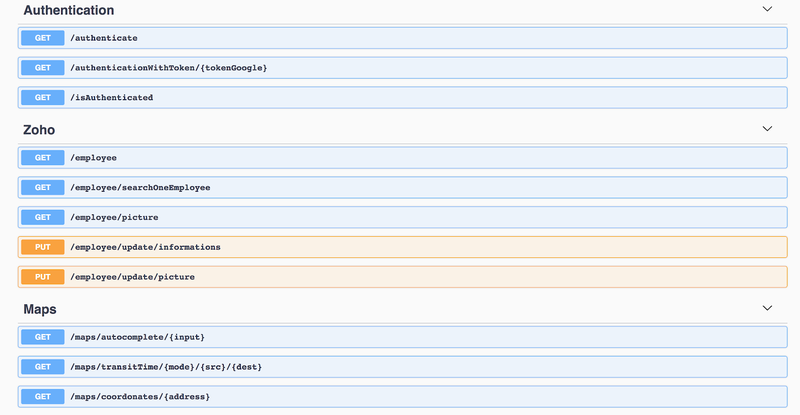 Authentication
GET /authenticate
GET /authenticationWithToken/{tokenGoogle}
GET /isAuthenticated
Zoho
GET /employee
GET /employee/searchOneEmployee
GET /employee/picture
PUT /employee/update/informations
PUT /employee/update/picture
Maps
GET /maps/autocomplete/{input}
GET /maps/transitTime/{mode}/{src}/{dest}
GET /maps/coordonates/{address}